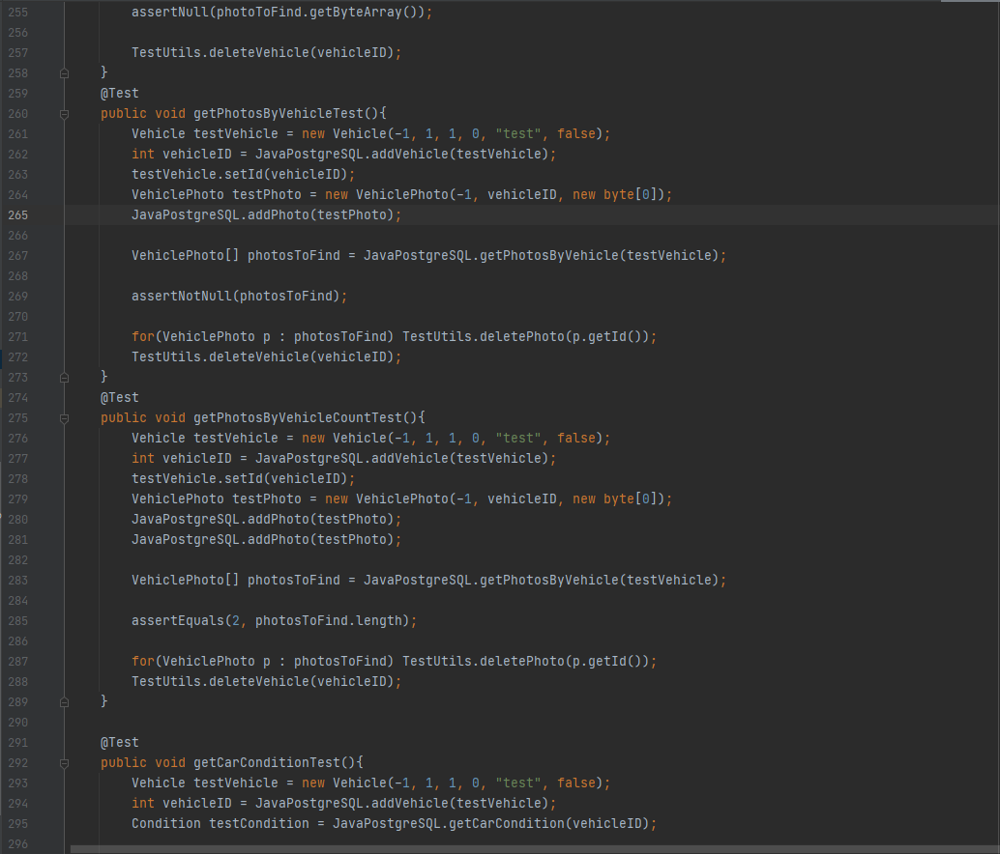 255 assertNull(photoToFind.getByteArray());
256
257 TestUtils.deleteVehicle(vehicleID);
258 }
259 @Test
260 public void getPhotosByVehicleTest(){
261 Vehicle testVehicle = new Vehicle(-1, 1, 1, 0, "test", false);
262 int vehicleID = JavaPostgreSQL.addVehicle(testVehicle);
263 testVehicle.setId(vehicleID);
264 VehiclePhoto testPhoto = new VehiclePhoto(-1, vehicleID, new byte[0]);
265 JavaPostgreSQL.addPhoto(testPhoto);
266
267 VehiclePhoto[] photosToFind = JavaPostgreSQL.getPhotosByVehicle(testVehicle);
268
269 assertNotNull(photosToFind);
270
271 for(VehiclePhoto p : photosToFind) TestUtils.deletePhoto(p.getId());
272 TestUtils.deleteVehicle(vehicleID);
273 }
274 @Test
275 public void getPhotosByVehicleCountTest(){
276 Vehicle testVehicle = new Vehicle(-1, 1, 1, 0, "test", false);
277 int vehicleID = JavaPostgreSQL.addVehicle(testVehicle);
278 testVehicle.setId(vehicleID);
279 VehiclePhoto testPhoto = new VehiclePhoto(-1, vehicleID, new byte[0]);
280 JavaPostgreSQL.addPhoto(testPhoto);
281 JavaPostgreSQL.addPhoto(testPhoto);
282
283 VehiclePhoto[] photosToFind = JavaPostgreSQL.getPhotosByVehicle(testVehicle);
284
285 assertEquals(2, photosToFind.length);
286
287 for(VehiclePhoto p : photosToFind) TestUtils.deletePhoto(p.getId());
288 TestUtils.deleteVehicle(vehicleID);
289 }
290
291 @Test
292 public void getCarConditionTest(){
293 Vehicle testVehicle = new Vehicle(-1, 1, 1, 0, "test", false);
294 int vehicleID = JavaPostgreSQL.addVehicle(testVehicle);
295 Condition testCondition = JavaPostgreSQL.getCarCondition(vehicleID);
296